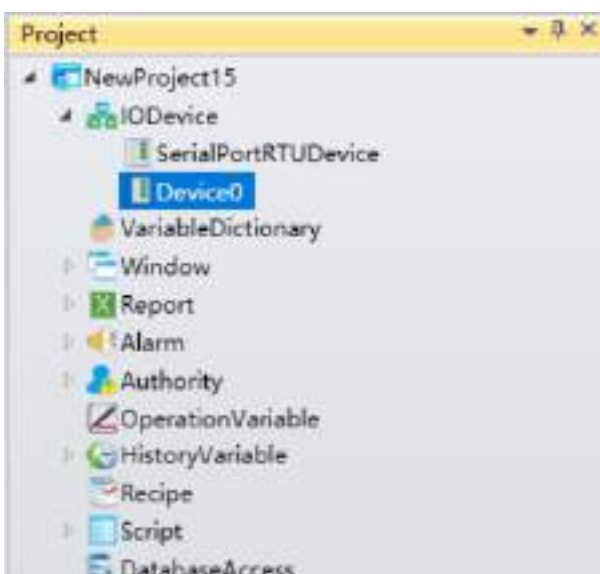 Project
NewProject15
IODevice
SerialPortRTUDevice
Device0
VariableDictionary
Window
Report
Alarm
Authority
OperationVariable
HistoryVariable
Recipe
Script
DatabaseAccess